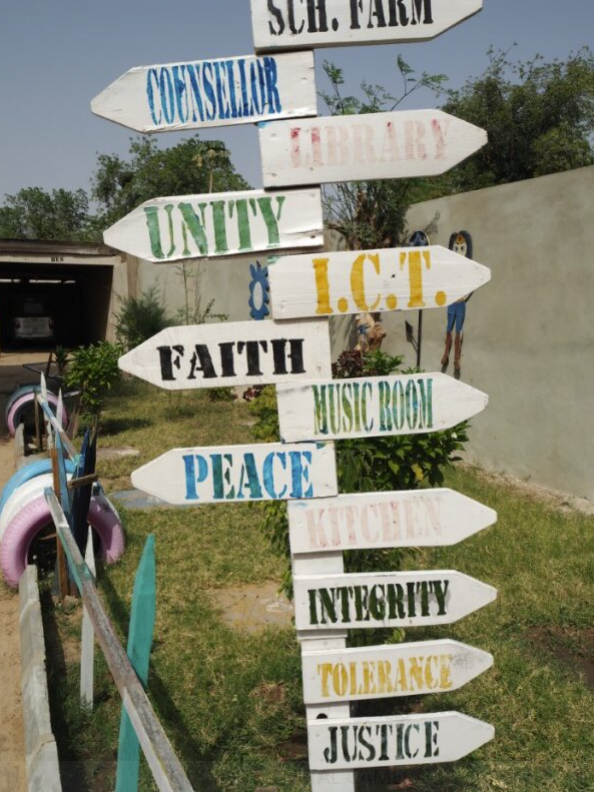 SCH. FARM
COUNSELLOR
LIBRARY
UNITY
I.C.T.
FAITH
MUSIC ROOM
PEACE
KITCHEN
INTEGRITY
TOLERANCE
JUSTICE